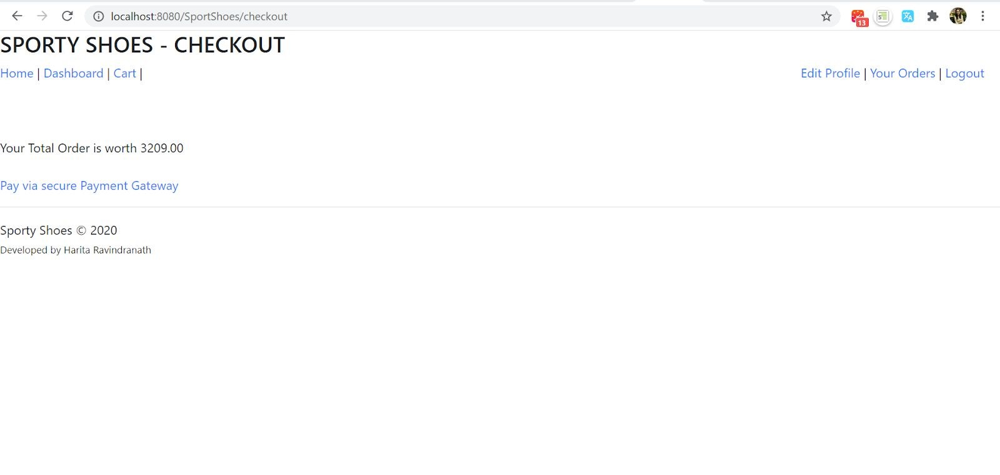 localhost:8080/SportShoes/checkout
13
SPORTY SHOES - CHECKOUT
Home | Dashboard | Cart |
Edit Profile | Your Orders | Logout
Your Total Order is worth 3209.00
Pay via secure Payment Gateway
Sporty Shoes © 2020
Developed by Harita Ravindranath